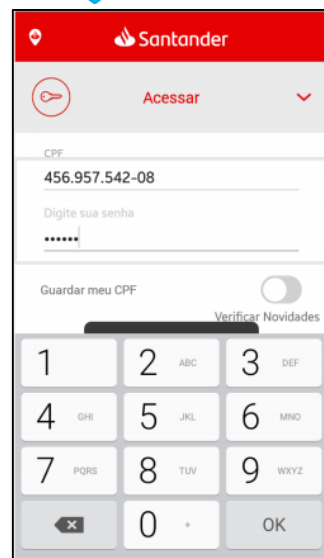 Santander
Acessar
CPF
456.957.542-08
Digite sua senha
••••••
Guardar meu CPF
Verificar Novidades
1
2 ABC
3 DEF
4 GHI
5 JKL
6 MNO
7 PQRS
8 TUV
9 WXYZ
0 +
OK